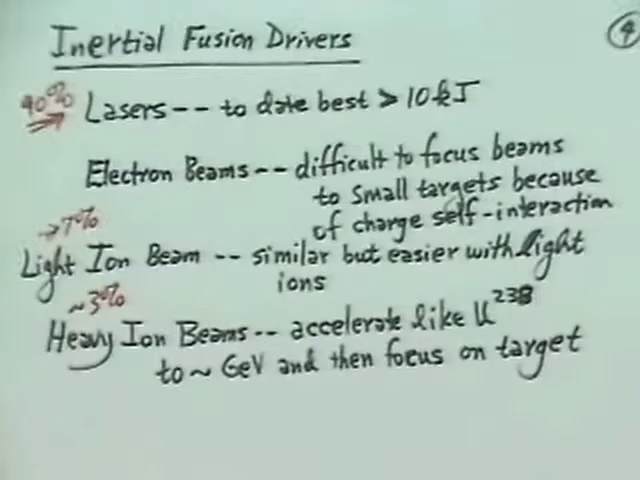 4
Inertial Fusion Drivers
90%
Lasers -- to date best > 10 kJ
Electron Beams -- difficult to focus beams
to small targets because
of charge self-interaction
→7%
Light Ion Beam -- similar but easier with light
ions
~3%
Heavy Ion Beams -- accelerate like U²³⁸
to ~ GeV and then focus on target